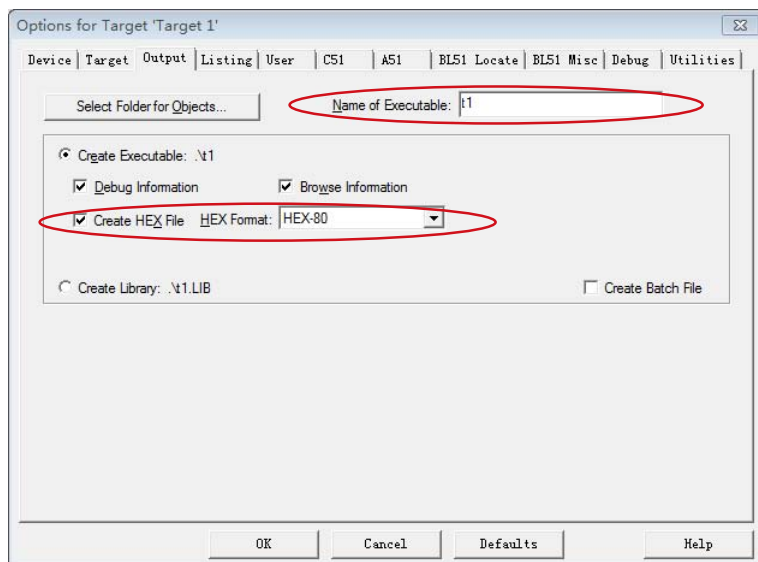 Options for Target 'Target 1'
Device Target Output Listing User C51 A51 BL51 Locate BL51 Misc Debug Utilities
Select Folder for Objects... Name of Executable: t1
Create Executable: .\t1
Debug Information Browse Information
Create HEX File HEX Format: HEX-80
Create Library: .\t1.LIB Create Batch File
OK Cancel Defaults Help